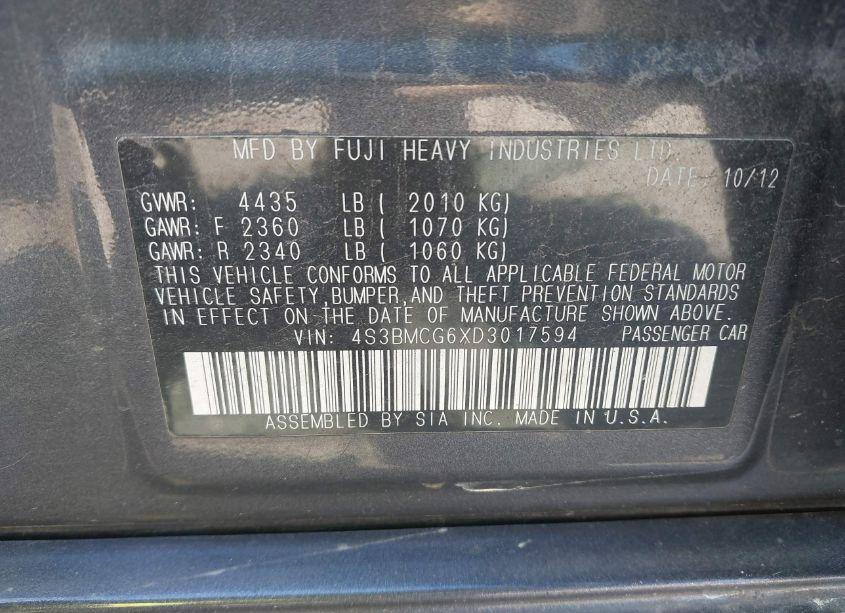 MFD BY FUJI HEAVY INDUSTRIES LTD.
DATE 10/12
GVWR: 4435 LB ( 2010 KG)
GAWR: F 2360 LB ( 1070 KG)
GAWR: R 2340 LB ( 1060 KG)
THIS VEHICLE CONFORMS TO ALL APPLICABLE FEDERAL MOTOR
VEHICLE SAFETY,BUMPER,AND THEFT PREVENTION STANDARDS
IN EFFECT ON THE DATE OF MANUFACTURE SHOWN ABOVE.
VIN: 4S3BMCG6XD3017594 PASSENGER CAR
ASSEMBLED BY SIA INC. MADE IN U.S.A.